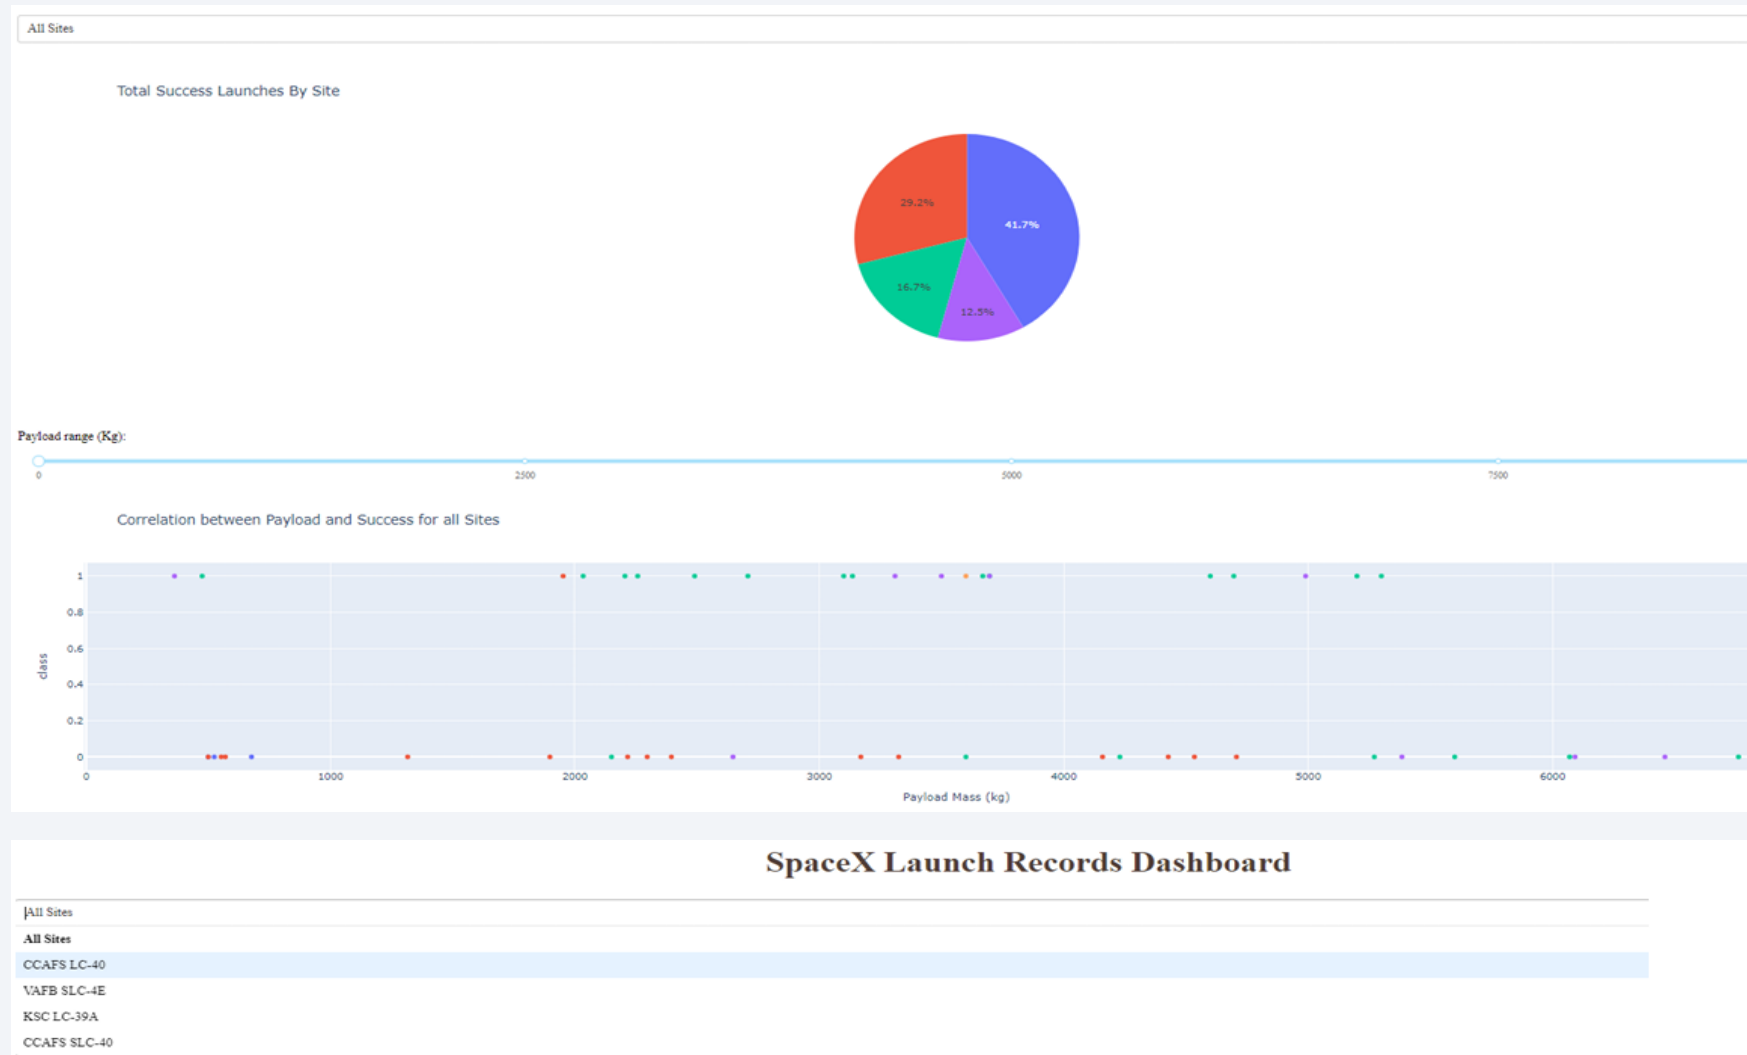 All Sites
Total Success Launches By Site
29.2%
41.7%
16.7%
12.5%
Payload range (Kg):
0 2500 5000 7500
Correlation between Payload and Success for all Sites
1
0.8
0.6
class
0.4
0.2
0
0 1000 2000 3000 4000 5000 6000
Payload Mass (kg)
SpaceX Launch Records Dashboard
All Sites
All Sites
CCAFS LC-40
VAFB SLC-4E
KSC LC-39A
CCAFS SLC-40